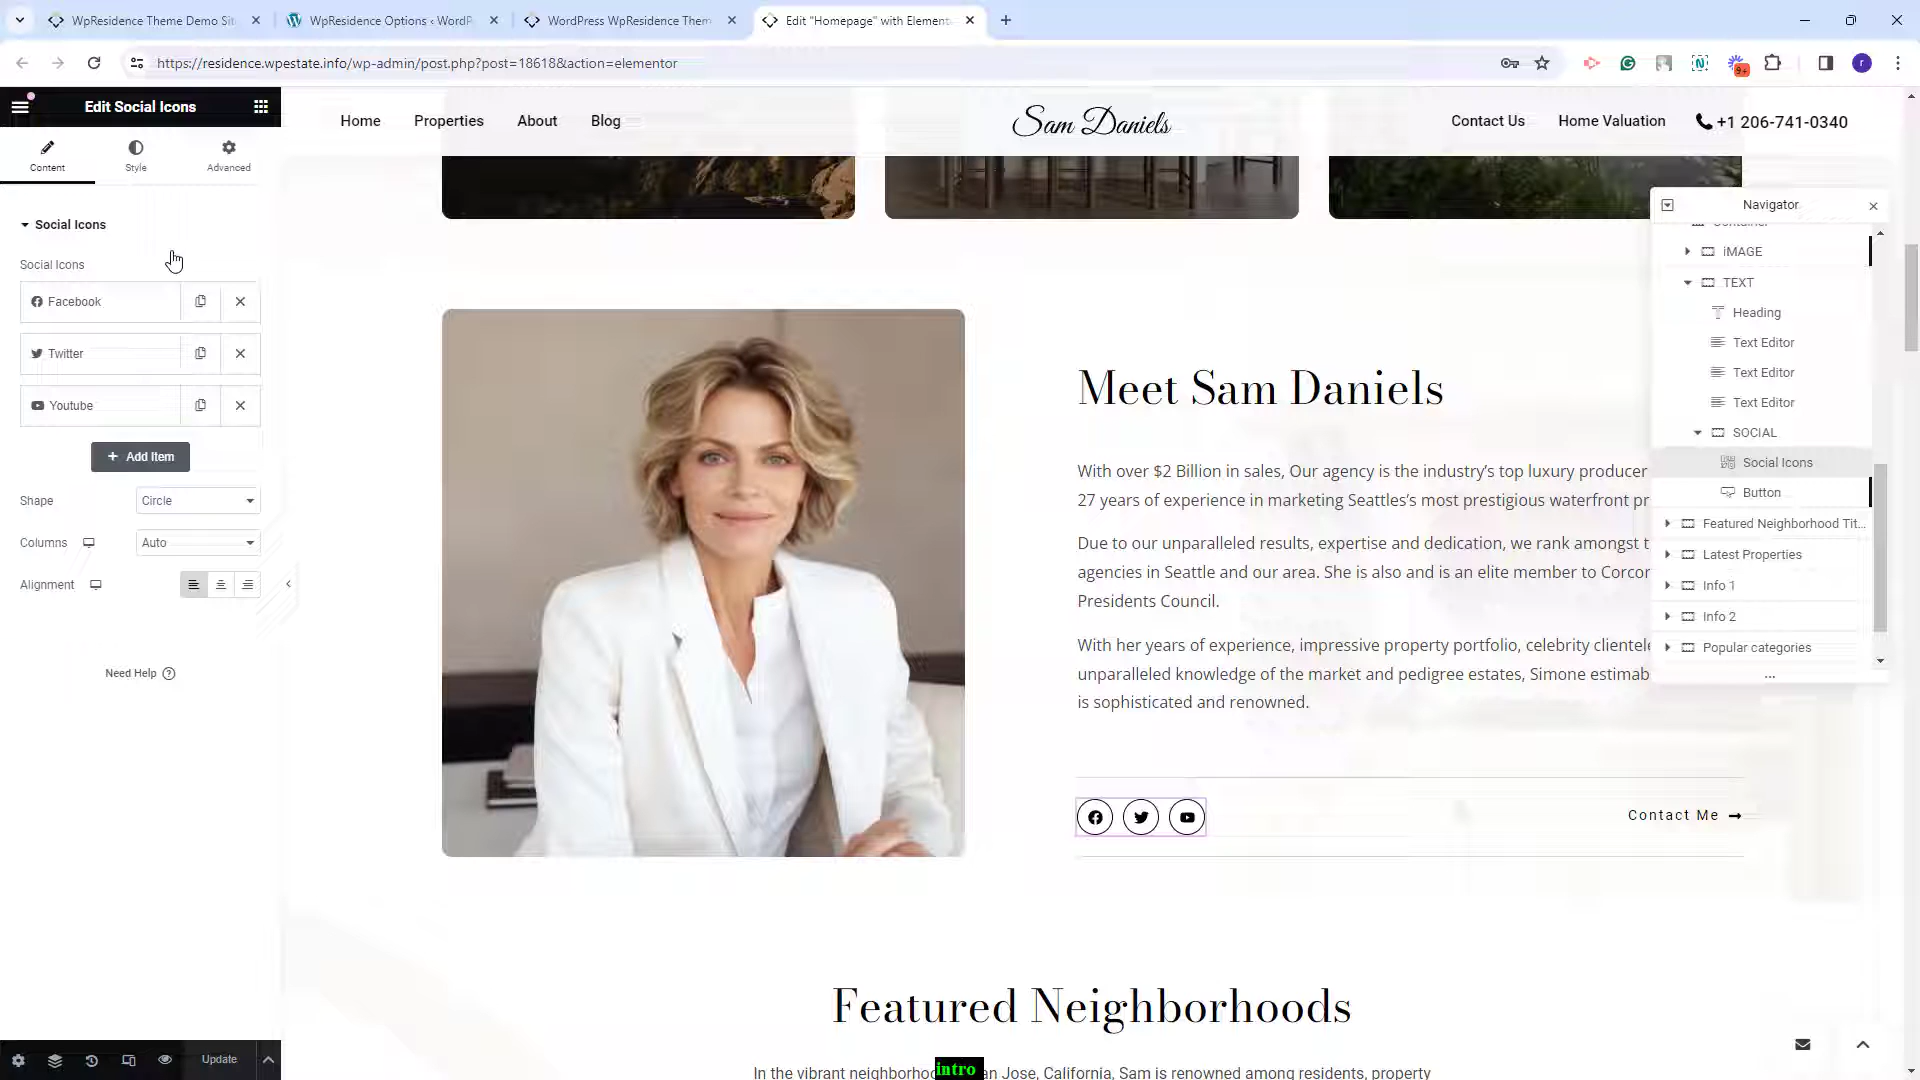 WpResidence Theme Demo Sit
WpResidence Options ‹ WordPr
WordPress WpResidence Them
Edit "Homepage" with Element
https://residence.wpestate.info/wp-admin/post.php?post=18618&action=elementor
9+
r
Edit Social Icons
Content
Style
Advanced
Social Icons
Social Icons
Facebook
Twitter
Youtube
+ Add Item
Shape
Circle
Columns
Auto
Alignment
Need Help
Update
Home
Properties
About
Blog
Sam Daniels
Contact Us
Home Valuation
+1 206-741-0340
Meet Sam Daniels
With over $2 Billion in sales, Our agency is the industry's top luxury producer
27 years of experience in marketing Seattles's most prestigious waterfront pr
Due to our unparalleled results, expertise and dedication, we rank amongst t
agencies in Seattle and our area. She is also and is an elite member to Corcor
Presidents Council.
With her years of experience, impressive property portfolio, celebrity clientele
unparalleled knowledge of the market and pedigree estates, Simone estimab
is sophisticated and renowned.
Contact Me
Featured Neighborhoods
In the vibrant neighborhoo
intro
an Jose, California, Sam is renowned among residents, property
Navigator
Container
iMAGE
TEXT
Heading
Text Editor
Text Editor
Text Editor
SOCIAL
Social Icons
Button
Featured Neighborhood Tit...
Latest Properties
Info 1
Info 2
Popular categories
...